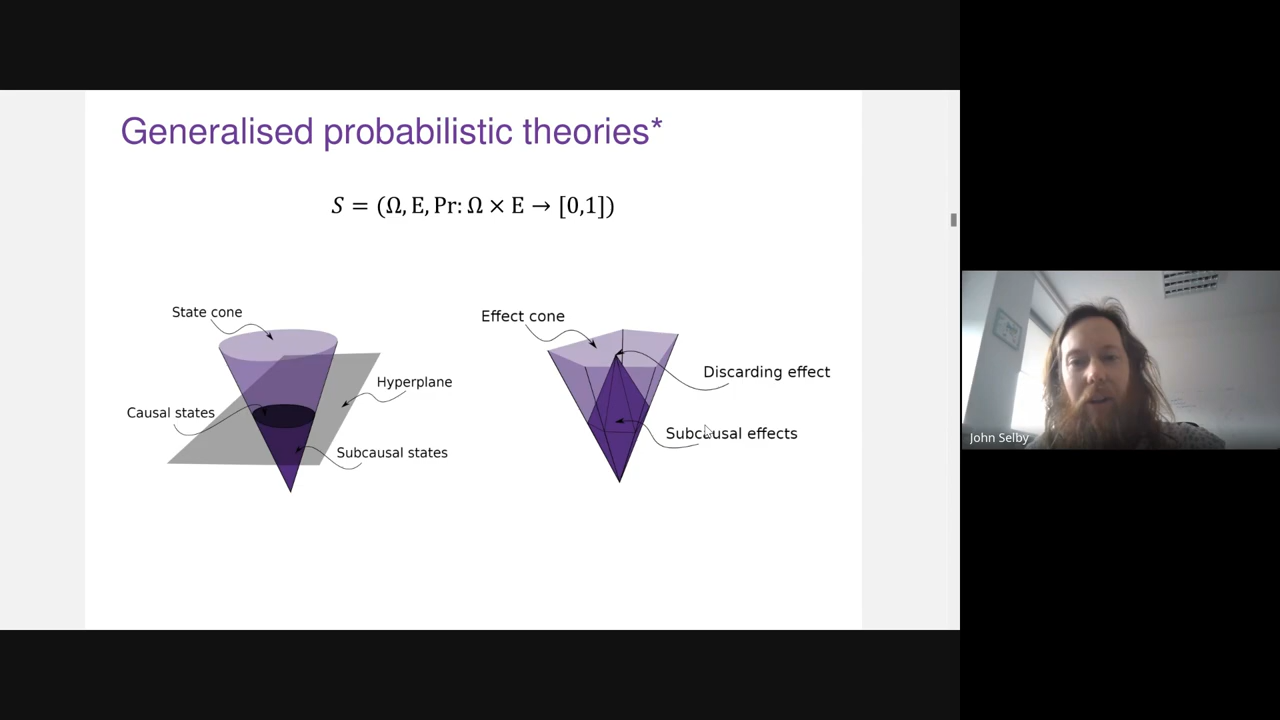 Generalised probabilistic theories*
S = (Ω, E, Pr: Ω × E → [0,1])
State cone
Hyperplane
Causal states
Subcausal states
Effect cone
Discarding effect
Subcausal effects
John Selby